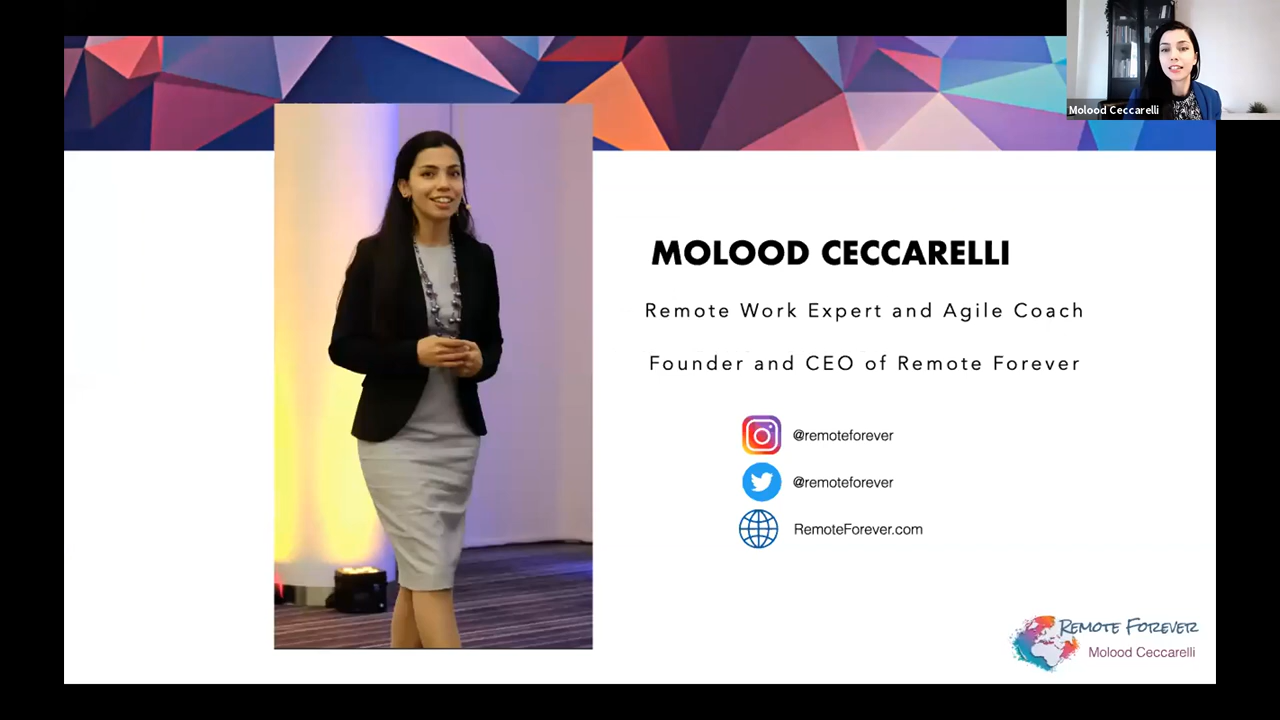 Molood Ceccarelli
MOLOOD CECCARELLI
Remote Work Expert and Agile Coach
Founder and CEO of Remote Forever
@remoteforever
@remoteforever
RemoteForever.com
REMOTE FOREVER
Molood Ceccarelli